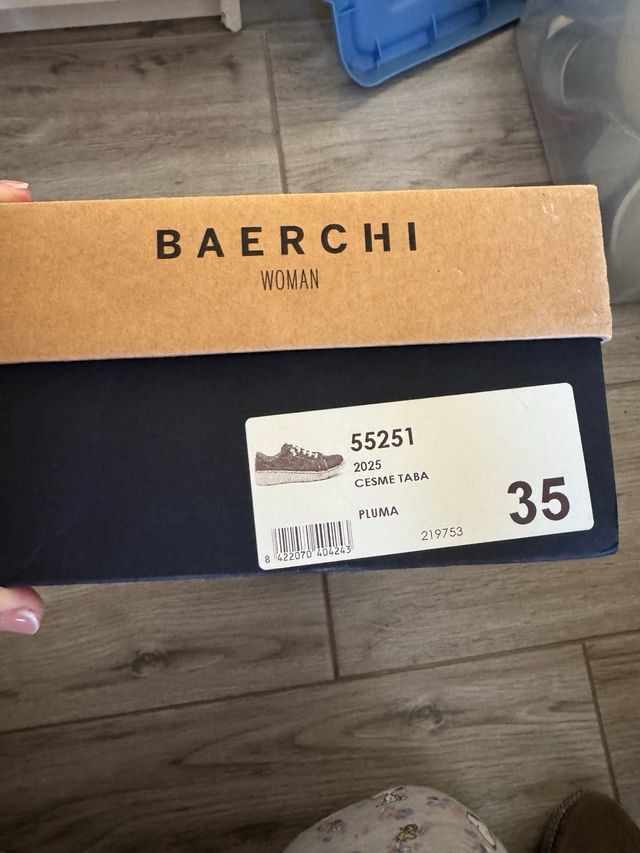 BAERCHI
WOMAN
55251
2025
CESME TABA
PLUMA
35
219753
8 422070 404243